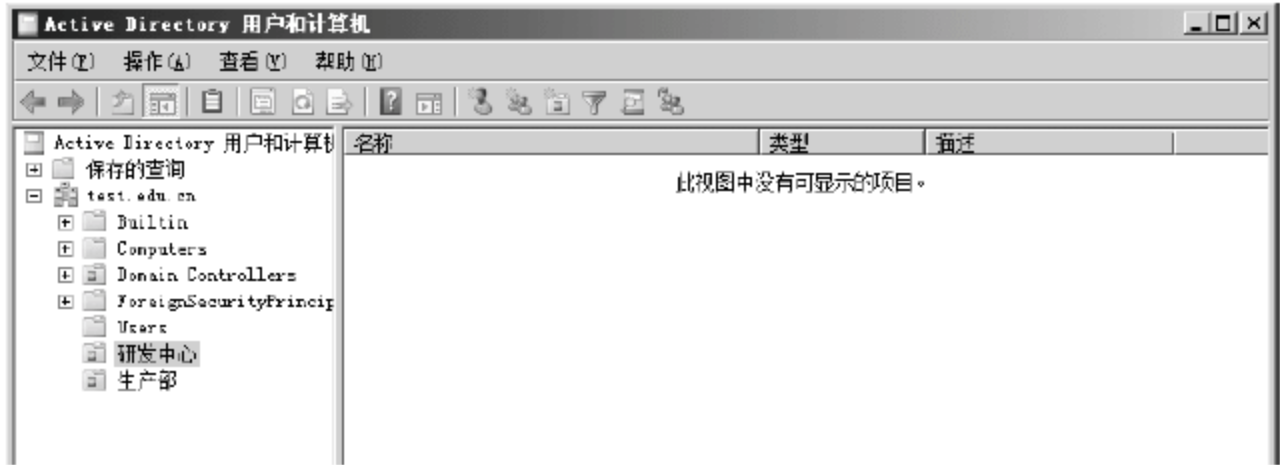 Active Directory 用户和计算机
文件(F) 操作(A) 查看(V) 帮助(H)
Active Directory 用户和计算机
名称 类型 描述
保存的查询
此视图中没有可显示的项目。
test.edu.cn
Builtin
Computers
Domain Controllers
ForeignSecurityPrincip
Users
研发中心
生产部